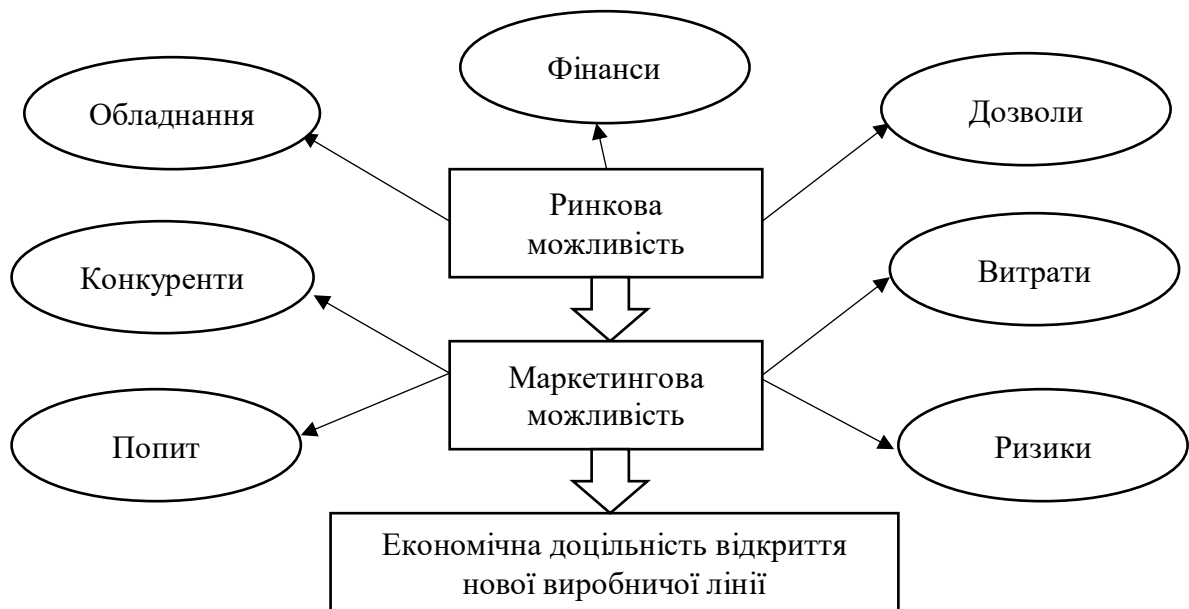 Фінанси
Обладнання
Дозволи
Ринкова
можливість
Конкуренти
Витрати
Маркетингова
можливість
Попит
Ризики
Економічна доцільність відкриття
нової виробничої лінії